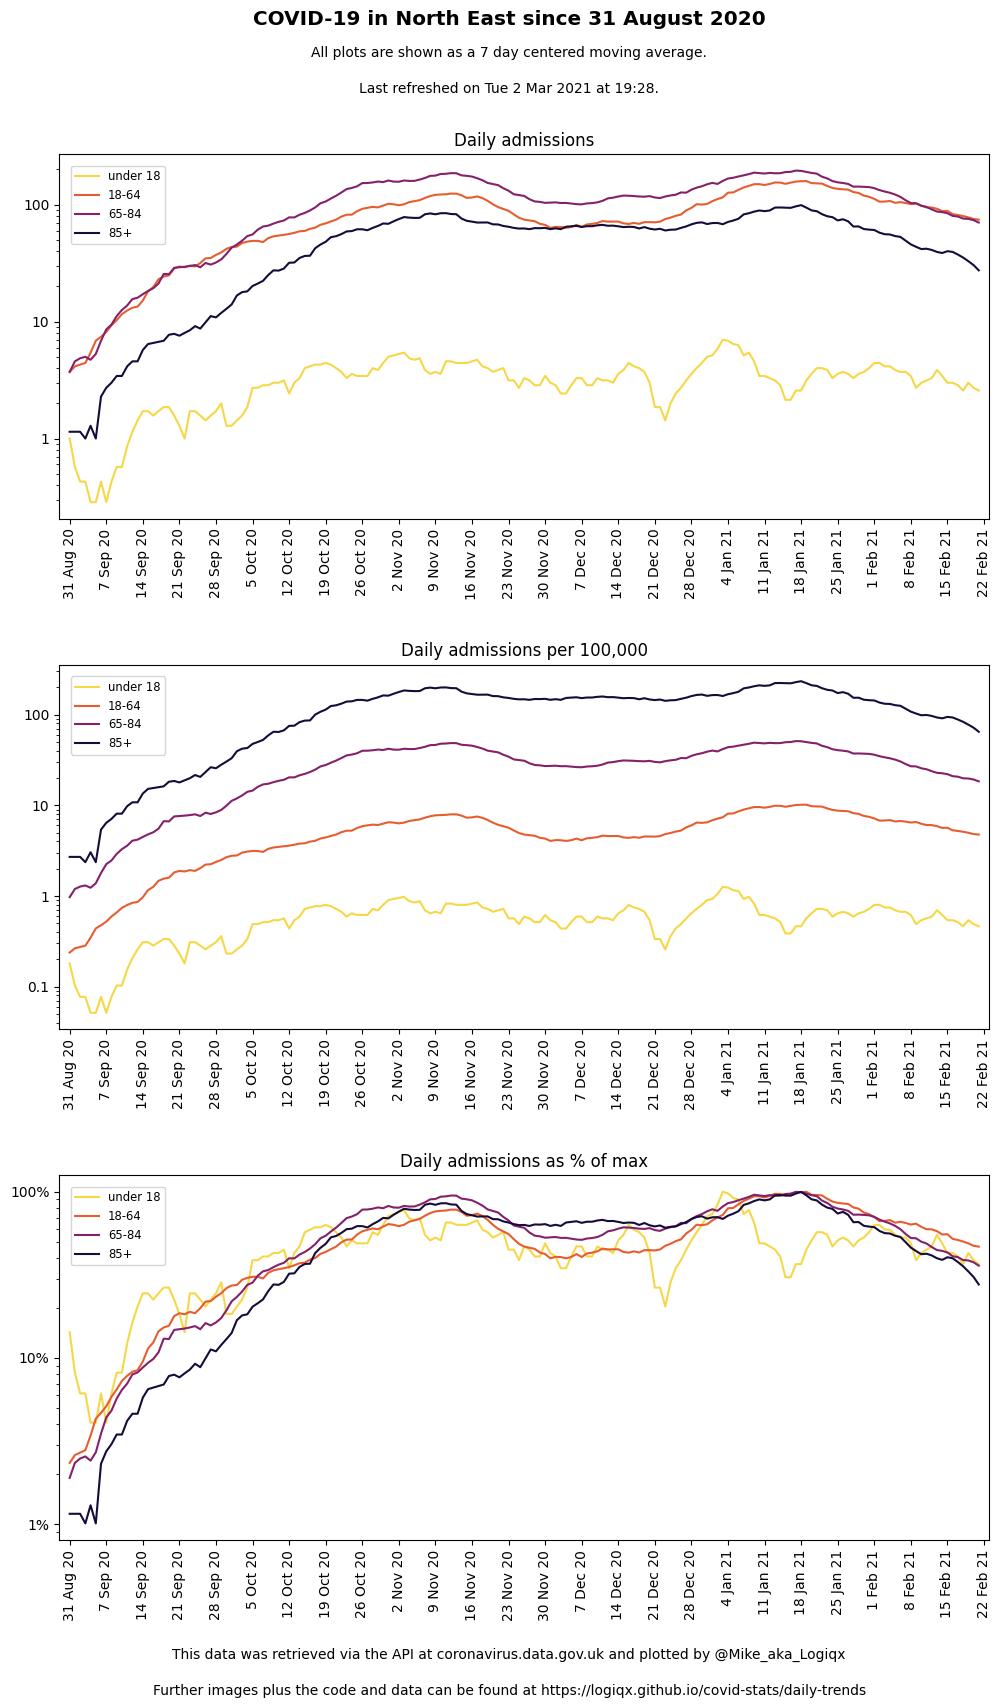 COVID-19 in North East since 31 August 2020
All plots are shown as a 7 day centered moving average.
Last refreshed on Tue 2 Mar 2021 at 19:28.
Daily admissions
under 18
18-64
65-84
85+
100
10
1
31 Aug 20
7 Sep 20
14 Sep 20
21 Sep 20
28 Sep 20
5 Oct 20
12 Oct 20
19 Oct 20
26 Oct 20
2 Nov 20
9 Nov 20
16 Nov 20
23 Nov 20
30 Nov 20
7 Dec 20
14 Dec 20
21 Dec 20
28 Dec 20
4 Jan 21
11 Jan 21
18 Jan 21
25 Jan 21
1 Feb 21
8 Feb 21
15 Feb 21
22 Feb 21
Daily admissions per 100,000
under 18
18-64
65-84
85+
100
10
1
0.1
31 Aug 20
7 Sep 20
14 Sep 20
21 Sep 20
28 Sep 20
5 Oct 20
12 Oct 20
19 Oct 20
26 Oct 20
2 Nov 20
9 Nov 20
16 Nov 20
23 Nov 20
30 Nov 20
7 Dec 20
14 Dec 20
21 Dec 20
28 Dec 20
4 Jan 21
11 Jan 21
18 Jan 21
25 Jan 21
1 Feb 21
8 Feb 21
15 Feb 21
22 Feb 21
Daily admissions as % of max
under 18
18-64
65-84
85+
100%
10%
1%
31 Aug 20
7 Sep 20
14 Sep 20
21 Sep 20
28 Sep 20
5 Oct 20
12 Oct 20
19 Oct 20
26 Oct 20
2 Nov 20
9 Nov 20
16 Nov 20
23 Nov 20
30 Nov 20
7 Dec 20
14 Dec 20
21 Dec 20
28 Dec 20
4 Jan 21
11 Jan 21
18 Jan 21
25 Jan 21
1 Feb 21
8 Feb 21
15 Feb 21
22 Feb 21
This data was retrieved via the API at coronavirus.data.gov.uk and plotted by @Mike_aka_Logiqx
Further images plus the code and data can be found at https://logiqx.github.io/covid-stats/daily-trends